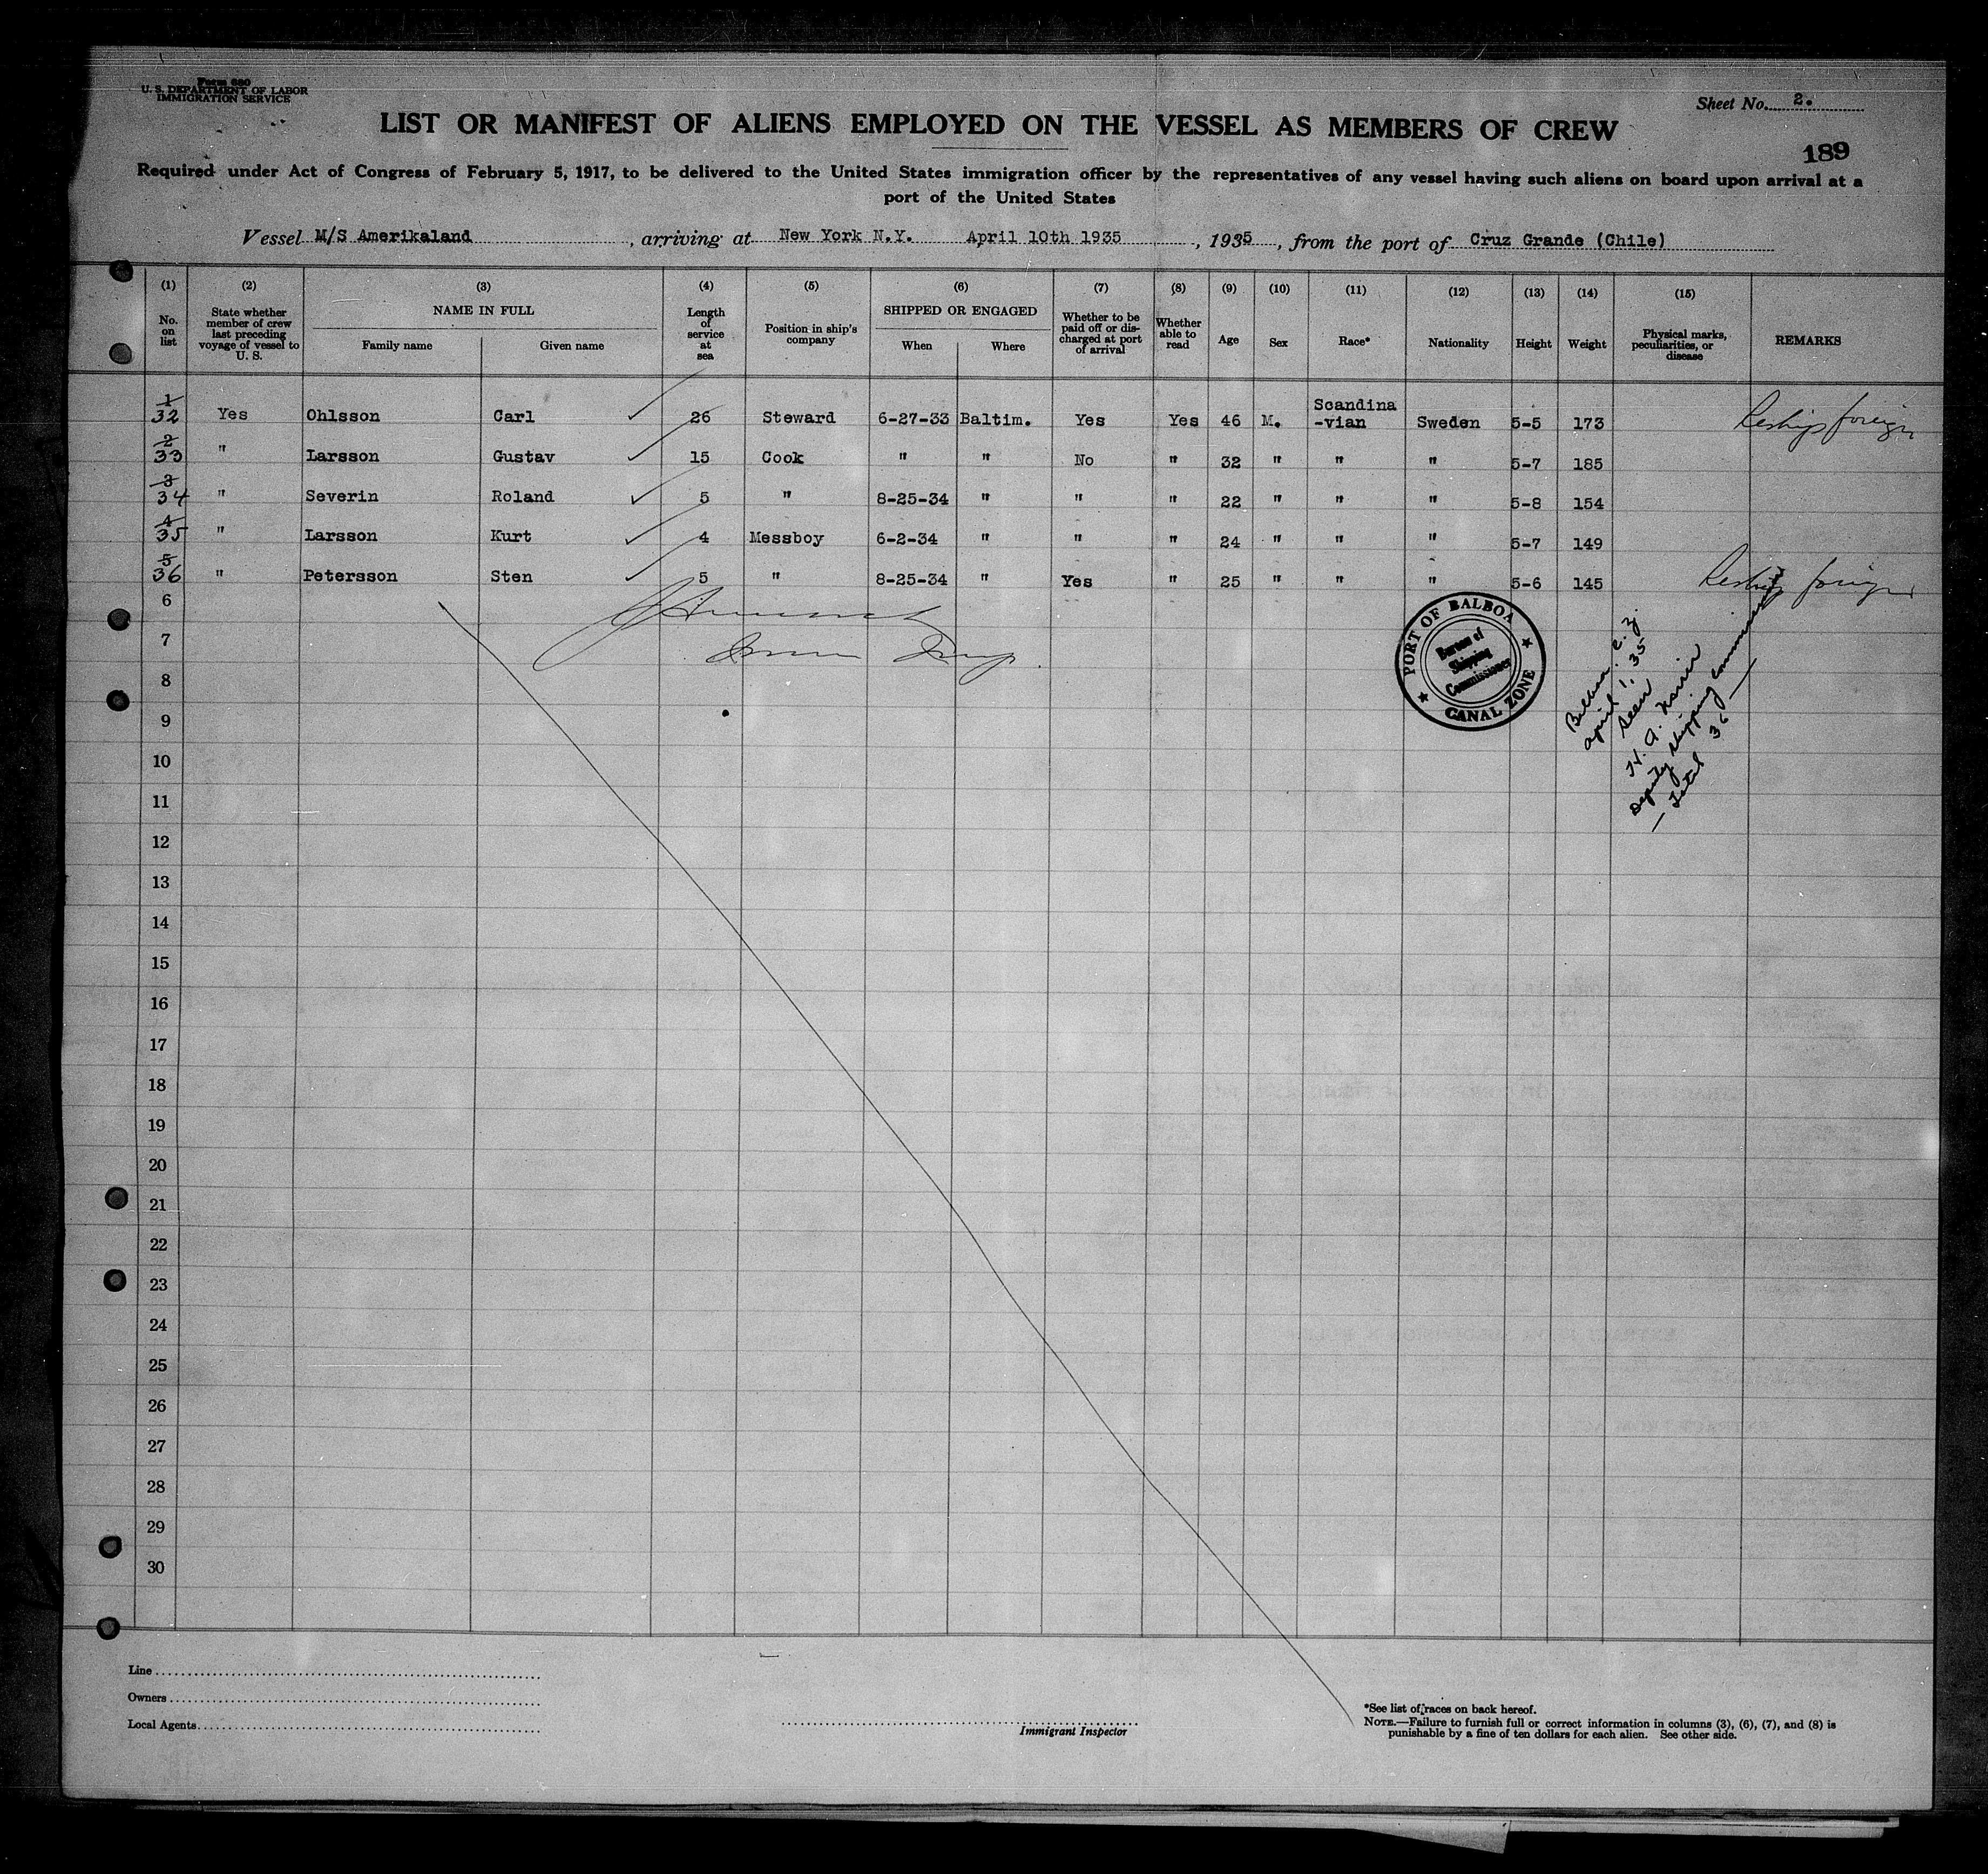 Form 680
U. S. DEPARTMENT OF LABOR
IMMIGRATION SERVICE
Sheet No. 2.
LIST OR MANIFEST OF ALIENS EMPLOYED ON THE VESSEL AS MEMBERS OF CREW
189
Required under Act of Congress of February 5, 1917, to be delivered to the United States immigration officer by the representatives of any vessel having such aliens on board upon arrival at a
port of the United States
Vessel M/S Amerikaland, arriving at New York N.Y. April 10th 1935, 1935, from the port of Cruz Grande (Chile)
(1) (2) (3) (4) (5) (6) (7) (8) (9) (10) (11) (12) (13) (14) (15)
No. on list
State whether member of crew last preceding voyage of vessel to U. S.
NAME IN FULL
Family name
Given name
Length of service at sea
Position in ship's company
SHIPPED OR ENGAGED
When
Where
Whether to be paid off or discharged at port of arrival
Whether able to read
Age
Sex
Race*
Nationality
Height
Weight
Physical marks, peculiarities, or disease
REMARKS
1 32 Yes Ohlsson Carl ✓ 26 Steward 6-27-33 Baltim. Yes Yes 46 M. Scandina-vian Sweden 5-5 173 Reships foreign
2 33 " Larsson Gustav ✓ 15 Cook " " No " 32 " " " 5-7 185
3 34 " Severin Roland ✓ 5 " 8-25-34 " " " 22 " " " 5-8 154
4 35 " Larsson Kurt ✓ 4 Messboy 6-2-34 " " " 24 " " " 5-7 149
5 36 " Petersson Sten ✓ 5 " 8-25-34 " Yes " 25 " " " 5-6 145 Reships foreign
6
7
8
9
10
11
12
13
14
15
16
17
18
19
20
21
22
23
24
25
26
27
28
29
30
PORT OF BALBOA
Bureau of
Shipping
Commissioner
CANAL ZONE
Balboa. C. Z.
April 1, 35
Seen
H. A.
Deputy Shipping Commissioner
— Total 36 —
Line
Owners
Local Agents
Immigrant Inspector
*See list of races on back hereof.
NOTE.—Failure to furnish full or correct information in columns (3), (6), (7), and (8) is
punishable by a fine of ten dollars for each alien. See other side.